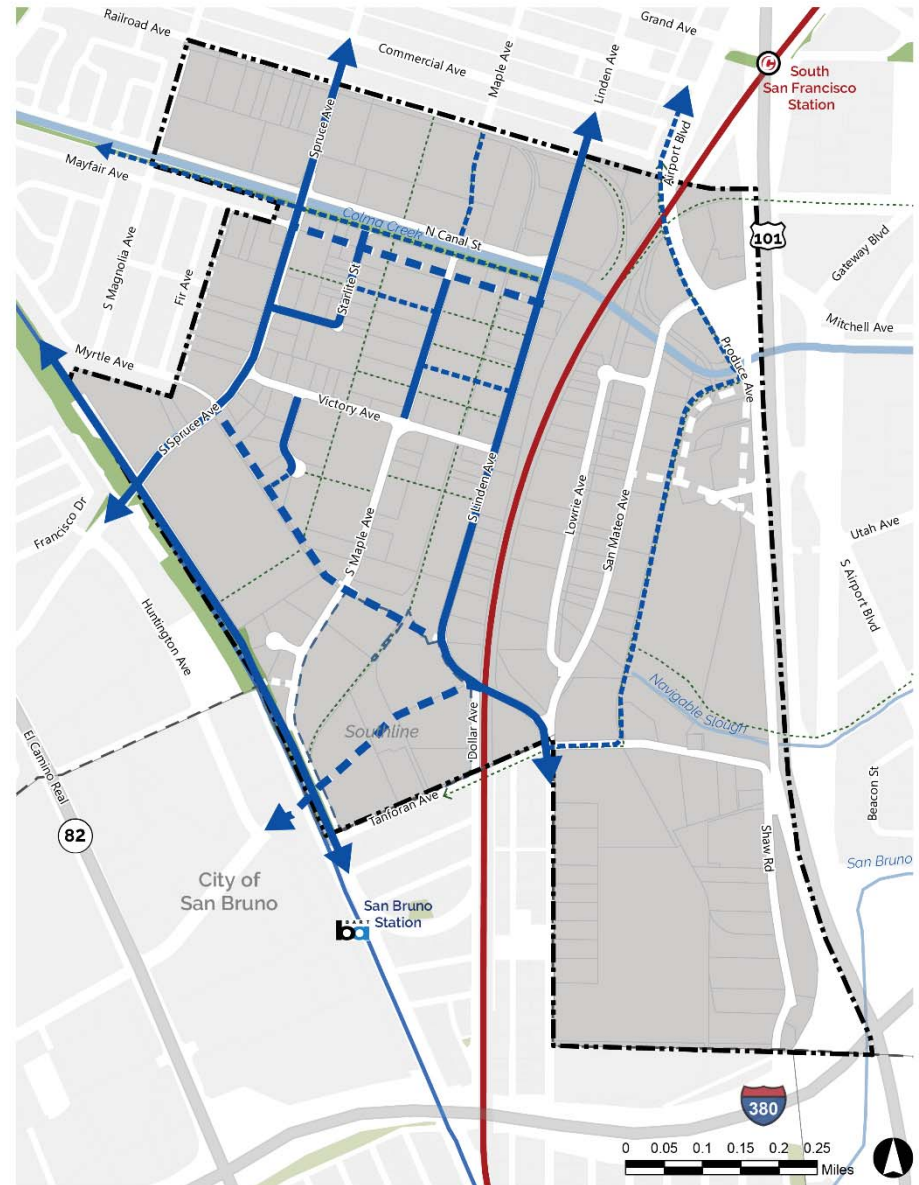 Railroad Ave
Grand Ave
Commercial Ave
Maple Ave
Linden Ave
Spruce Ave
Airport Blvd
C
South
San Francisco
Station
Mayfair Ave
Colma Creek
N Canal St
101
Gateway Blvd
S Magnolia Ave
Fir Ave
Starlite St
Mitchell Ave
Produce Ave
Myrtle Ave
Victory Ave
S Spruce Ave
S Linden Ave
Lowrie Ave
San Mateo Ave
Utah Ave
S Maple Ave
Francisco Dr
S Airport Blvd
Huntington Ave
Navigable Slough
Southline
Dollar Ave
El Camino Real
Tanforan Ave
Beacon St
82
Shaw Rd
San Bruno
City of
San Bruno
San Bruno
Station
BART
ba
380
0 0.05 0.1 0.15 0.2 0.25
Miles